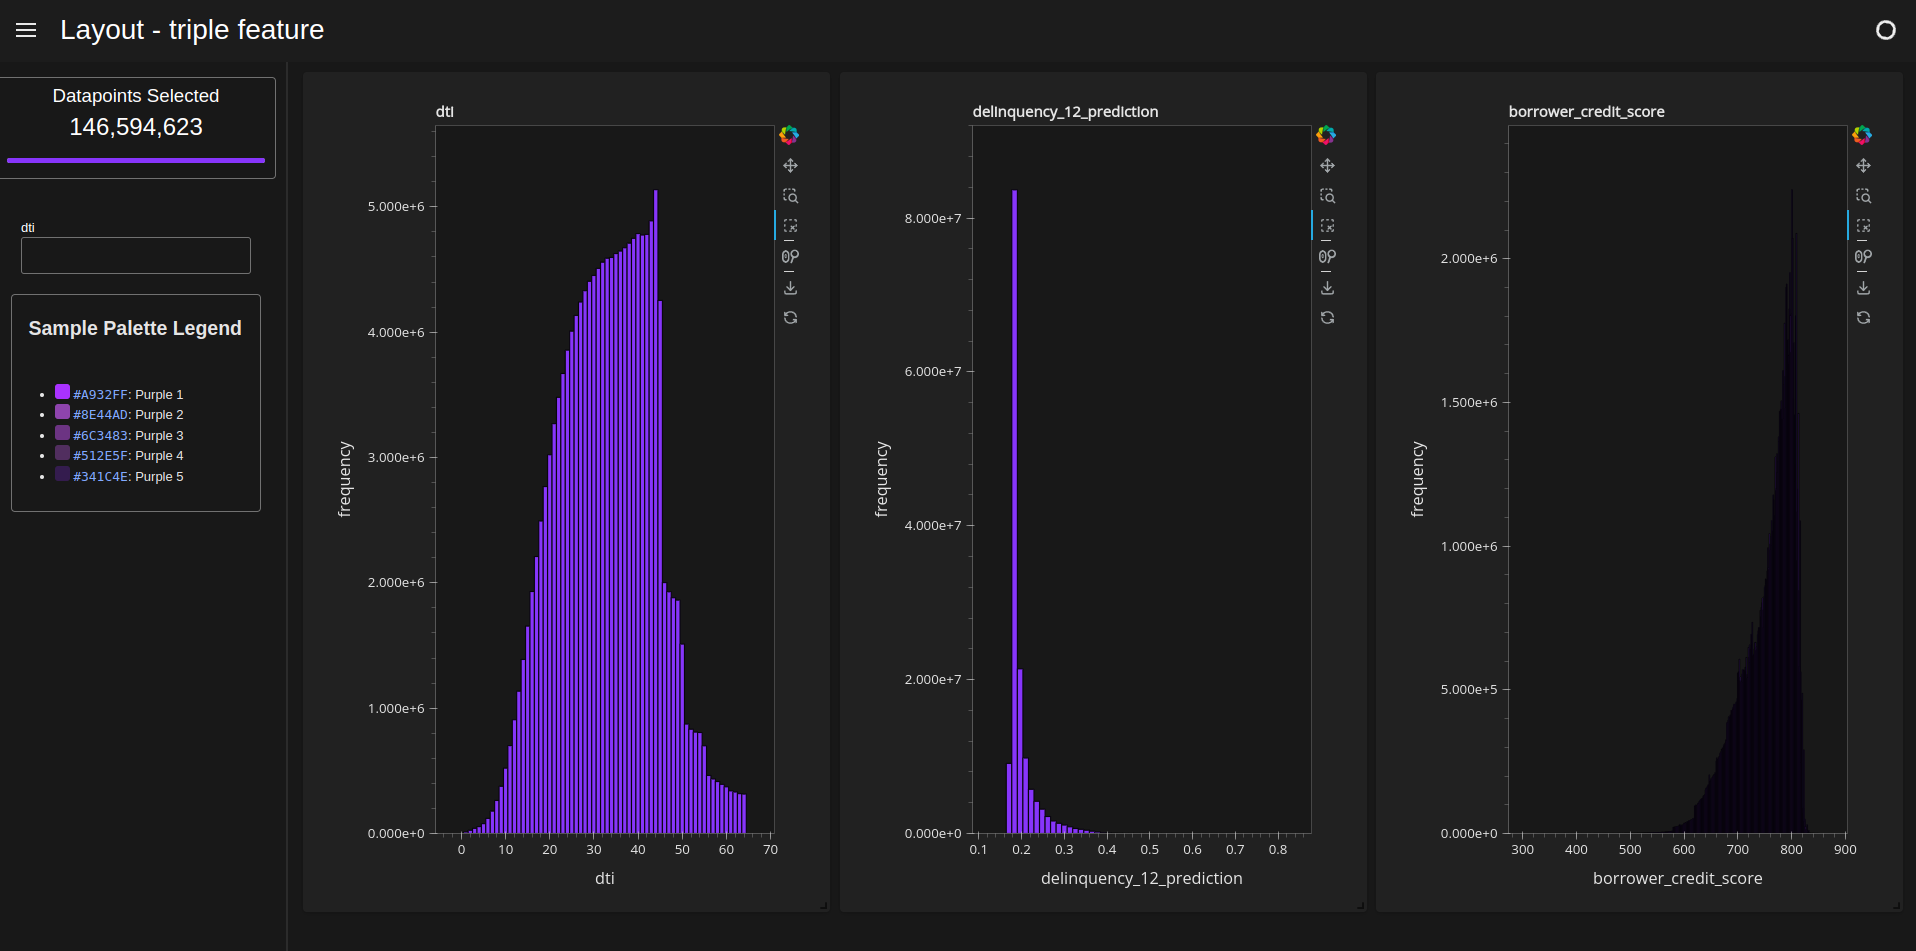 Layout - triple feature
Datapoints Selected
146,594,623
dti
Sample Palette Legend
#A932FF: Purple 1
#8E44AD: Purple 2
#6C3483: Purple 3
#512E5F: Purple 4
#341C4E: Purple 5
dti
5.000e+6
4.000e+6
3.000e+6
2.000e+6
1.000e+6
0.000e+0
frequency
0 10 20 30 40 50 60 70
dti
delinquency_12_prediction
8.000e+7
6.000e+7
4.000e+7
2.000e+7
0.000e+0
frequency
0.1 0.2 0.3 0.4 0.5 0.6 0.7 0.8
delinquency_12_prediction
borrower_credit_score
2.000e+6
1.500e+6
1.000e+6
5.000e+5
0.000e+0
frequency
300 400 500 600 700 800 900
borrower_credit_score